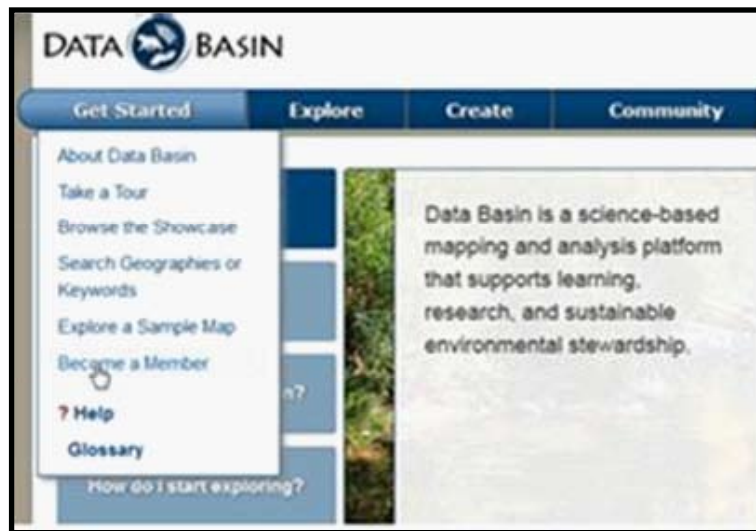 DATA BASIN
Get Started Explore Create Community
About Data Basin
Take a Tour
Browse the Showcase
Search Geographies or
Keywords
Explore a Sample Map
Become a Member
? Help
Glossary
n?
How do I start exploring?
Data Basin is a science-based
mapping and analysis platform
that supports learning,
research, and sustainable
environmental stewardship.